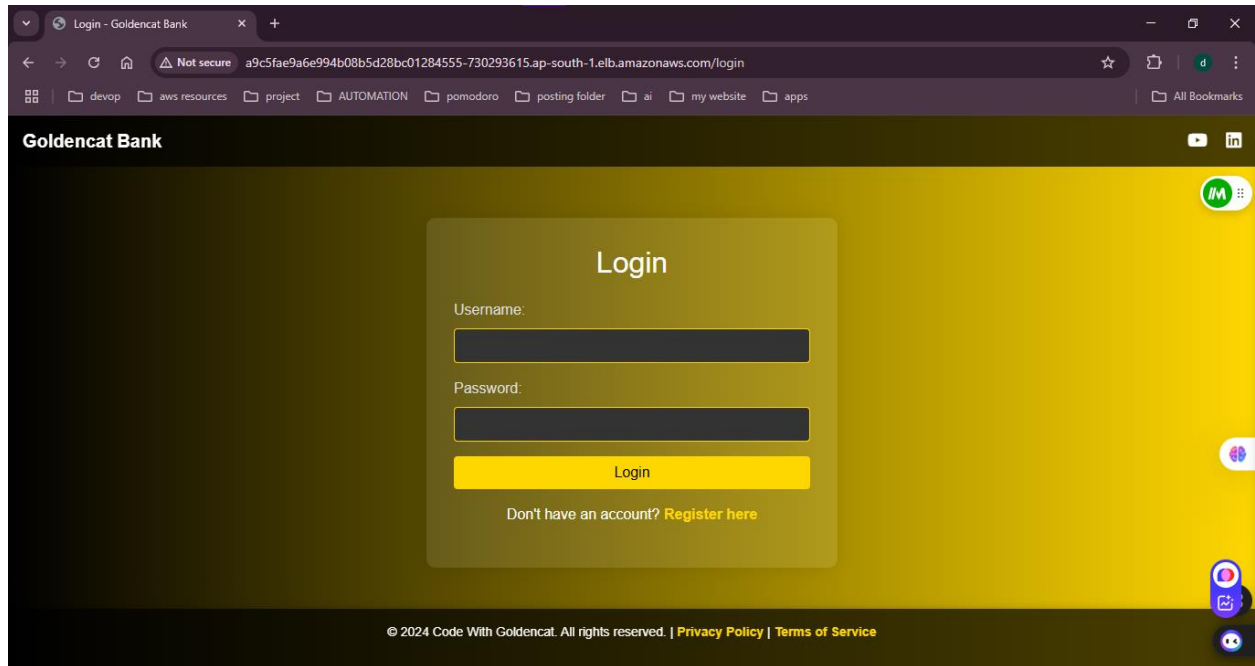 Login - Goldencat Bank
Not secure a9c5fae9a6e994b08b5d28bc01284555-730293615.ap-south-1.elb.amazonaws.com/login
d
devop aws resources project AUTOMATION pomodoro posting folder ai my website apps All Bookmarks
Goldencat Bank
in
Login
Username:
Password:
Login
Don't have an account? Register here
© 2024 Code With Goldencat. All rights reserved. | Privacy Policy | Terms of Service